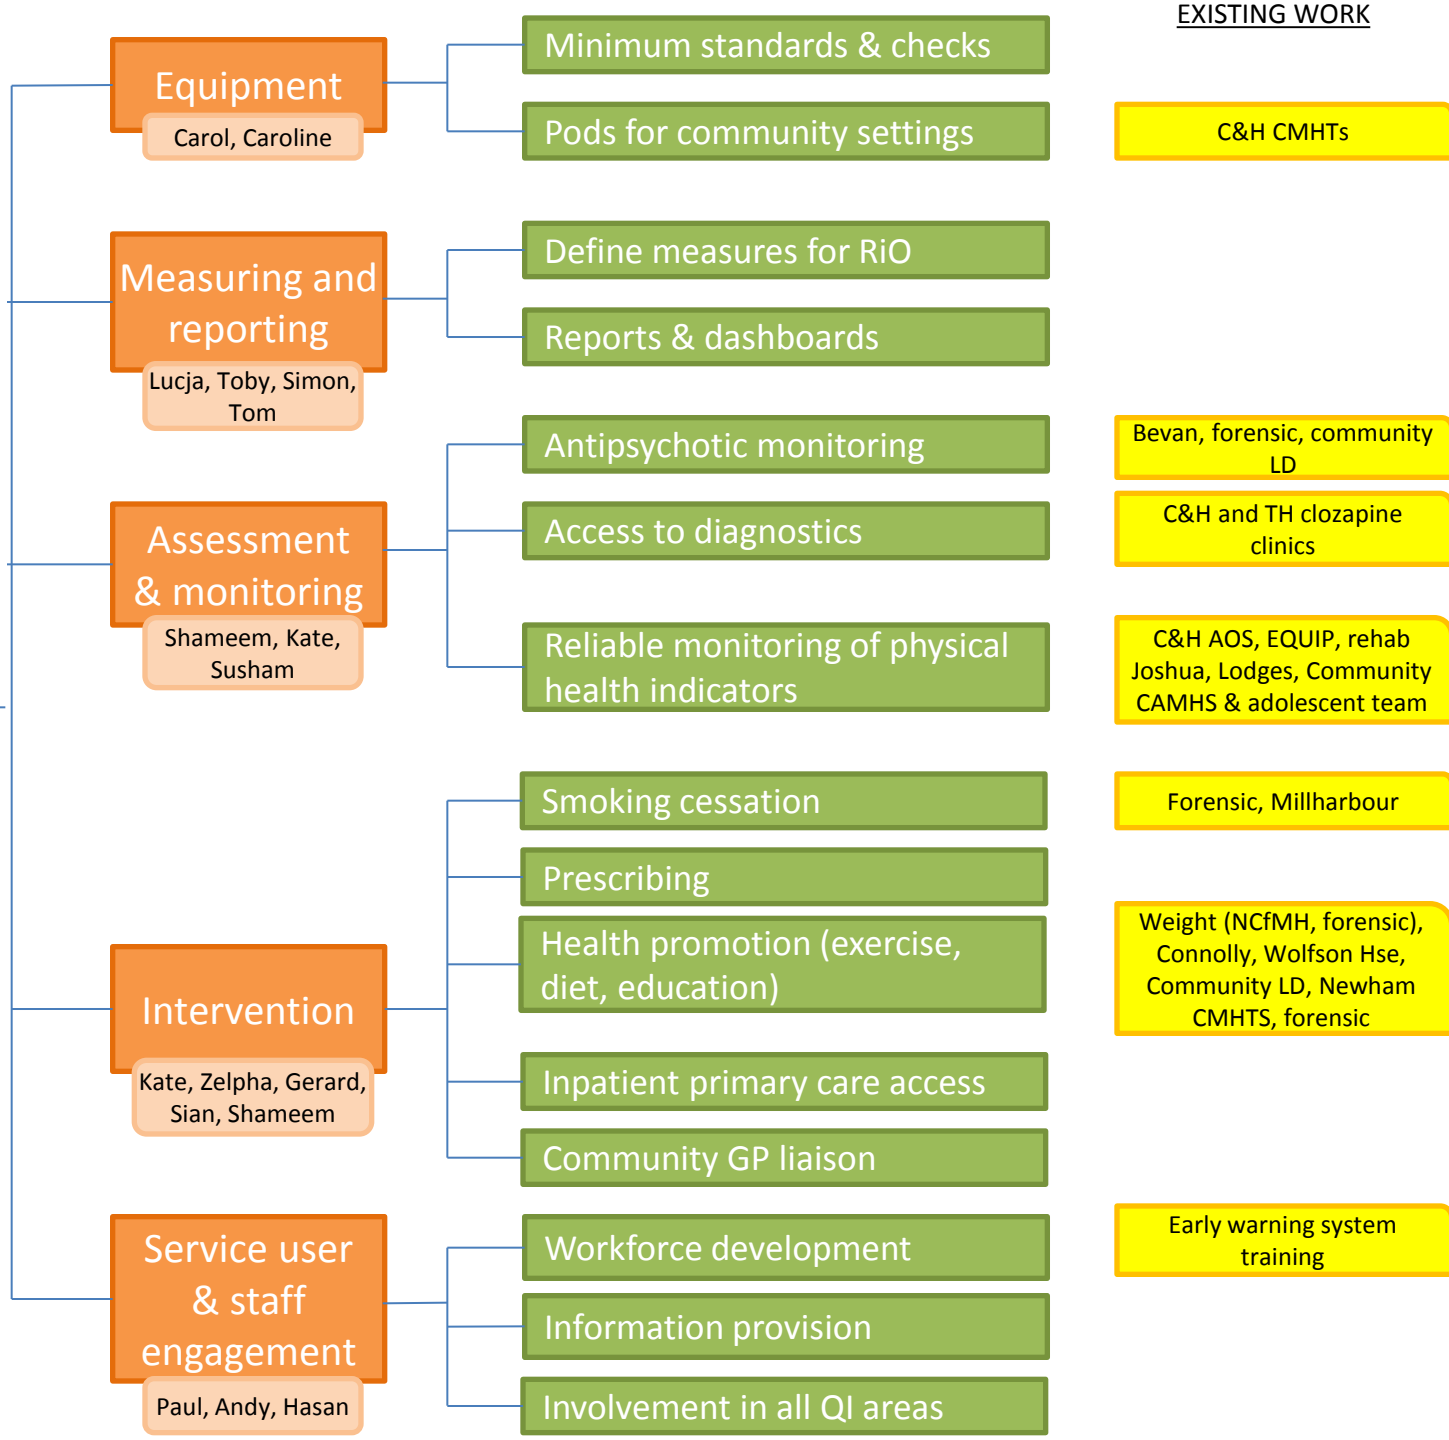 EXISTING WORK
Equipment
Carol, Caroline
Minimum standards & checks
Pods for community settings
C&H CMHTs
Measuring and
reporting
Lucja, Toby, Simon,
Tom
Define measures for RiO
Reports & dashboards
Assessment
& monitoring
Shameem, Kate,
Susham
Antipsychotic monitoring
Bevan, forensic, community
LD
Access to diagnostics
C&H and TH clozapine
clinics
Reliable monitoring of physical
health indicators
C&H AOS, EQUIP, rehab
Joshua, Lodges, Community
CAMHS & adolescent team
Intervention
Kate, Zelpha, Gerard,
Sian, Shameem
Smoking cessation
Forensic, Millharbour
Prescribing
Health promotion (exercise,
diet, education)
Weight (NCfMH, forensic),
Connolly, Wolfson Hse,
Community LD, Newham
CMHTS, forensic
Inpatient primary care access
Community GP liaison
Service user
& staff
engagement
Paul, Andy, Hasan
Workforce development
Early warning system
training
Information provision
Involvement in all QI areas